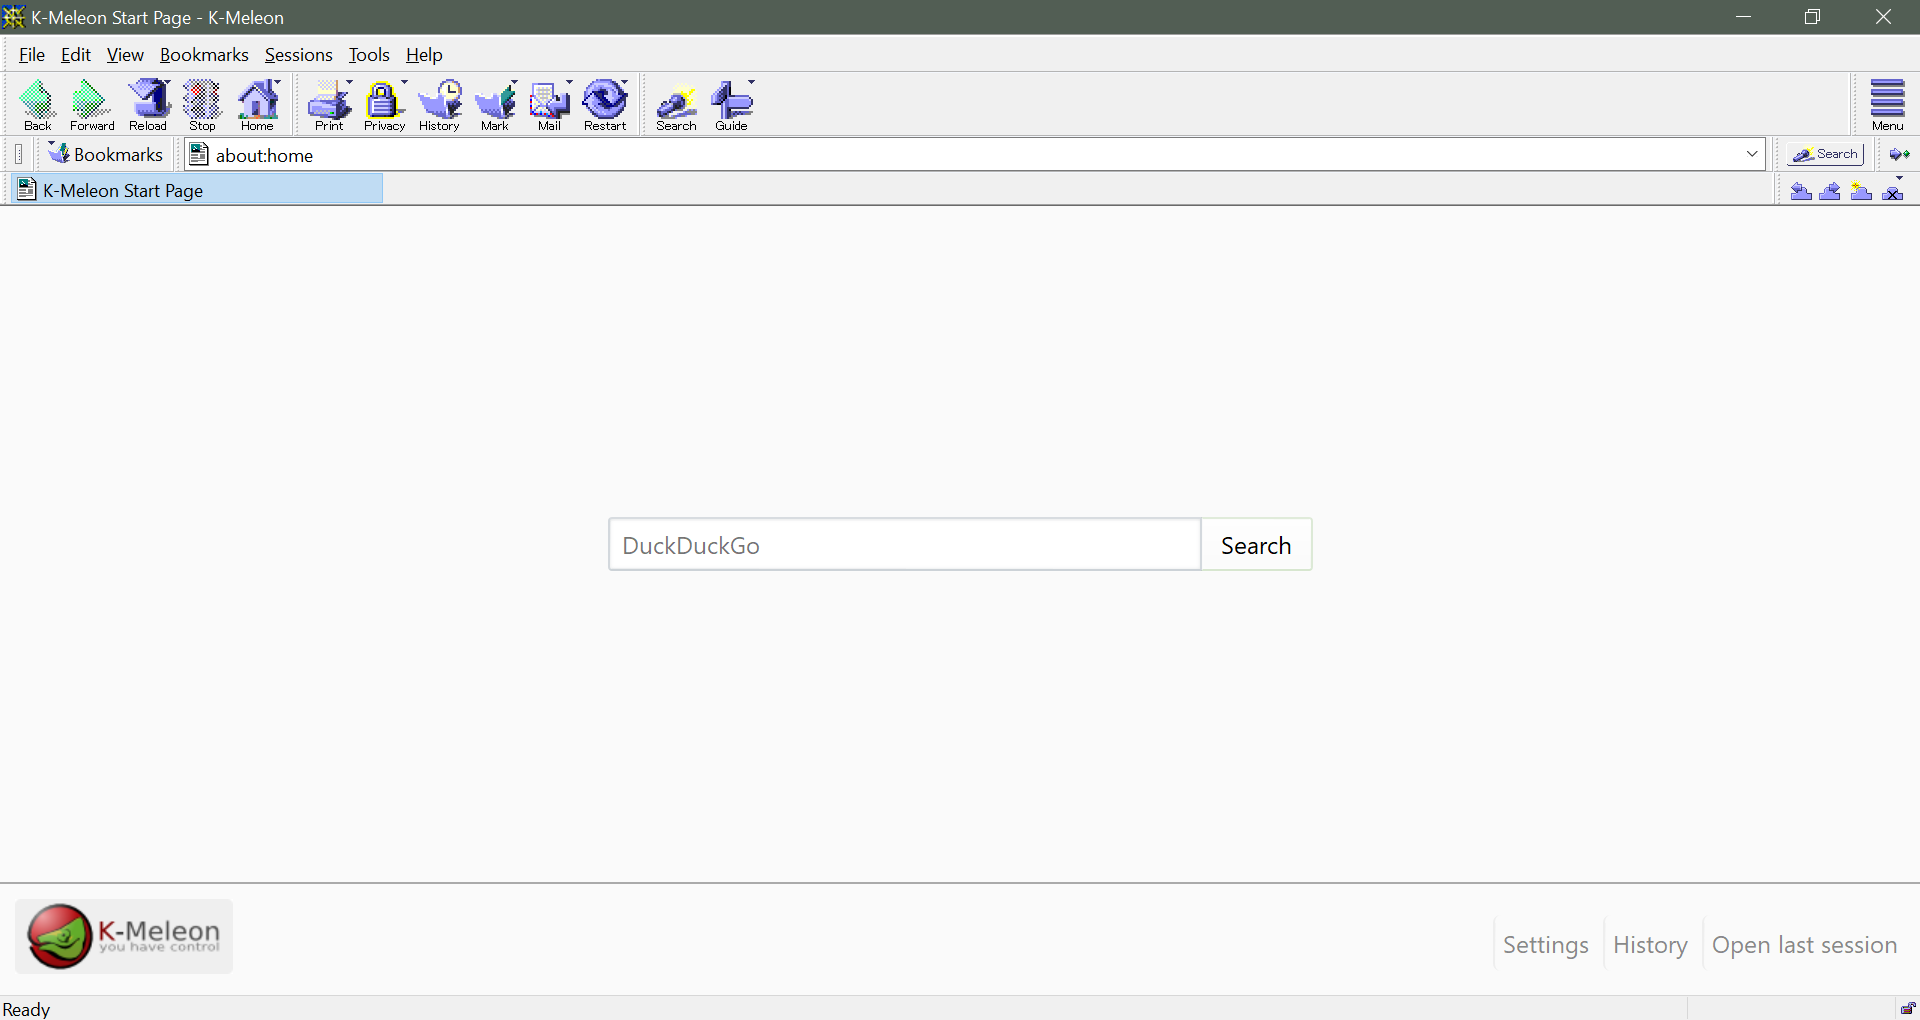 K-Meleon Start Page - K-Meleon
File Edit View Bookmarks Sessions Tools Help
Back Forward Reload Stop Home Print Privacy History Mark Mail Restart Search Guide Menu
Bookmarks about:home Search
K-Meleon Start Page
DuckDuckGo Search
K-Meleon
you have control
Settings History Open last session
Ready